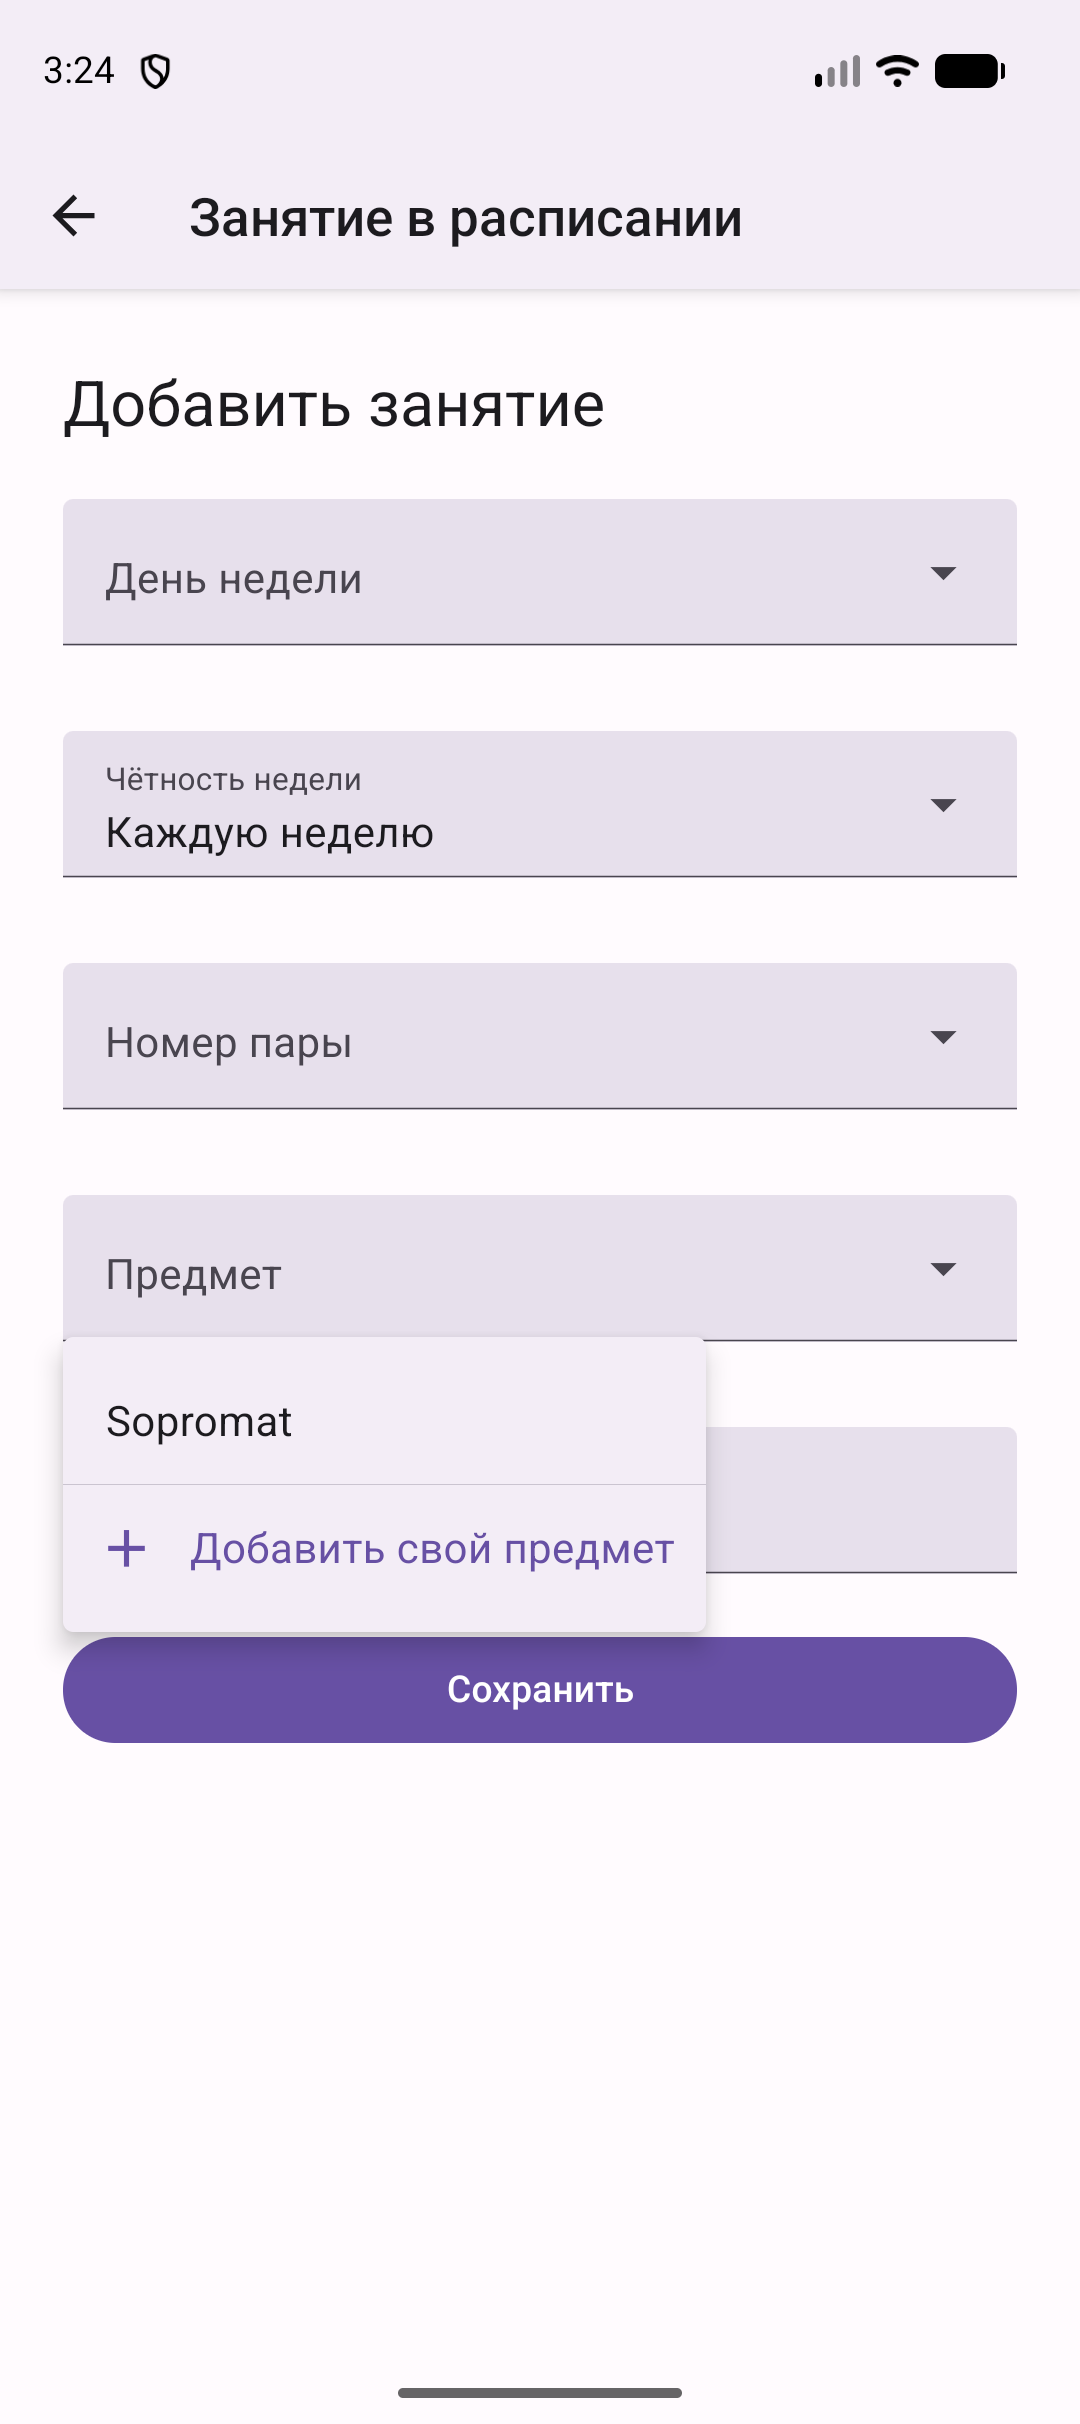 3:24
Занятие в расписании
Добавить занятие
День недели
Чётность недели
Каждую неделю
Номер пары
Предмет
Sopromat
Добавить свой предмет
Сохранить